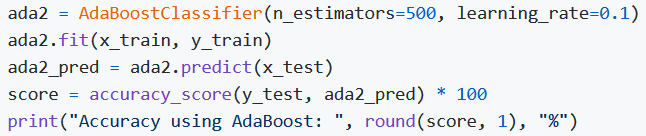 ada2 = AdaBoostClassifier(n_estimators=500, learning_rate=0.1)
ada2.fit(x_train, y_train)
ada2_pred = ada2.predict(x_test)
score = accuracy_score(y_test, ada2_pred) * 100
print("Accuracy using AdaBoost: ", round(score, 1), "%")